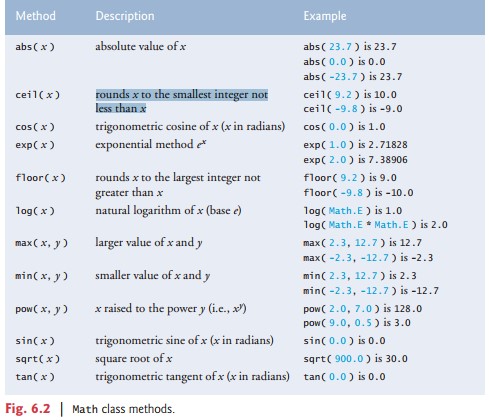 Method Description Example
abs( x ) absolute value of x abs( 23.7 ) is 23.7
abs( 0.0 ) is 0.0
abs( -23.7 ) is 23.7
ceil( x ) rounds x to the smallest integer not ceil( 9.2 ) is 10.0
less than x ceil( -9.8 ) is -9.0
cos( x ) trigonometric cosine of x (x in radians) cos( 0.0 ) is 1.0
exp( x ) exponential method eˣ exp( 1.0 ) is 2.71828
exp( 2.0 ) is 7.38906
floor( x ) rounds x to the largest integer not floor( 9.2 ) is 9.0
greater than x floor( -9.8 ) is -10.0
log( x ) natural logarithm of x (base e) log( Math.E ) is 1.0
log( Math.E * Math.E ) is 2.0
max( x, y ) larger value of x and y max( 2.3, 12.7 ) is 12.7
max( -2.3, -12.7 ) is -2.3
min( x, y ) smaller value of x and y min( 2.3, 12.7 ) is 2.3
min( -2.3, -12.7 ) is -12.7
pow( x, y ) x raised to the power y (i.e., xʸ) pow( 2.0, 7.0 ) is 128.0
pow( 9.0, 0.5 ) is 3.0
sin( x ) trigonometric sine of x (x in radians) sin( 0.0 ) is 0.0
sqrt( x ) square root of x sqrt( 900.0 ) is 30.0
tan( x ) trigonometric tangent of x (x in radians) tan( 0.0 ) is 0.0
Fig. 6.2 | Math class methods.